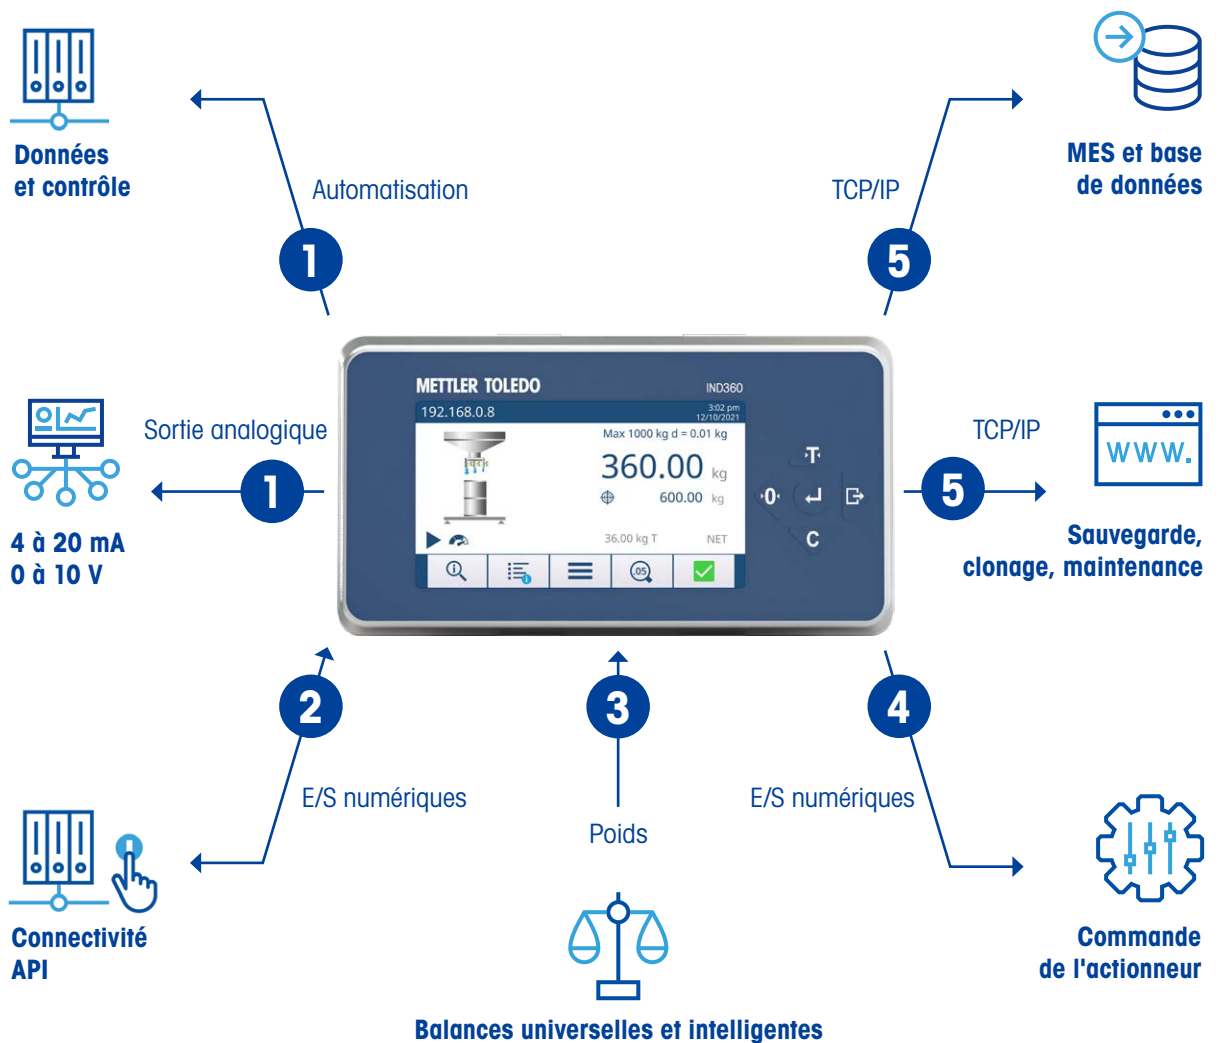 Données
et contrôle
Automatisation
1
TCP/IP
5
MES et base
de données
Sortie analogique
1
4 à 20 mA
0 à 10 V
METTLER TOLEDO
IND360
192.168.0.8
3:02 pm
12/10/2021
Max 1000 kg d = 0.01 kg
360.00 kg
600.00 kg
36.00 kg T
NET
.05
T
0
C
TCP/IP
5
WWW.
Sauvegarde,
clonage, maintenance
2
E/S numériques
Connectivité
API
3
Poids
Balances universelles et intelligentes
4
E/S numériques
Commande
de l'actionneur